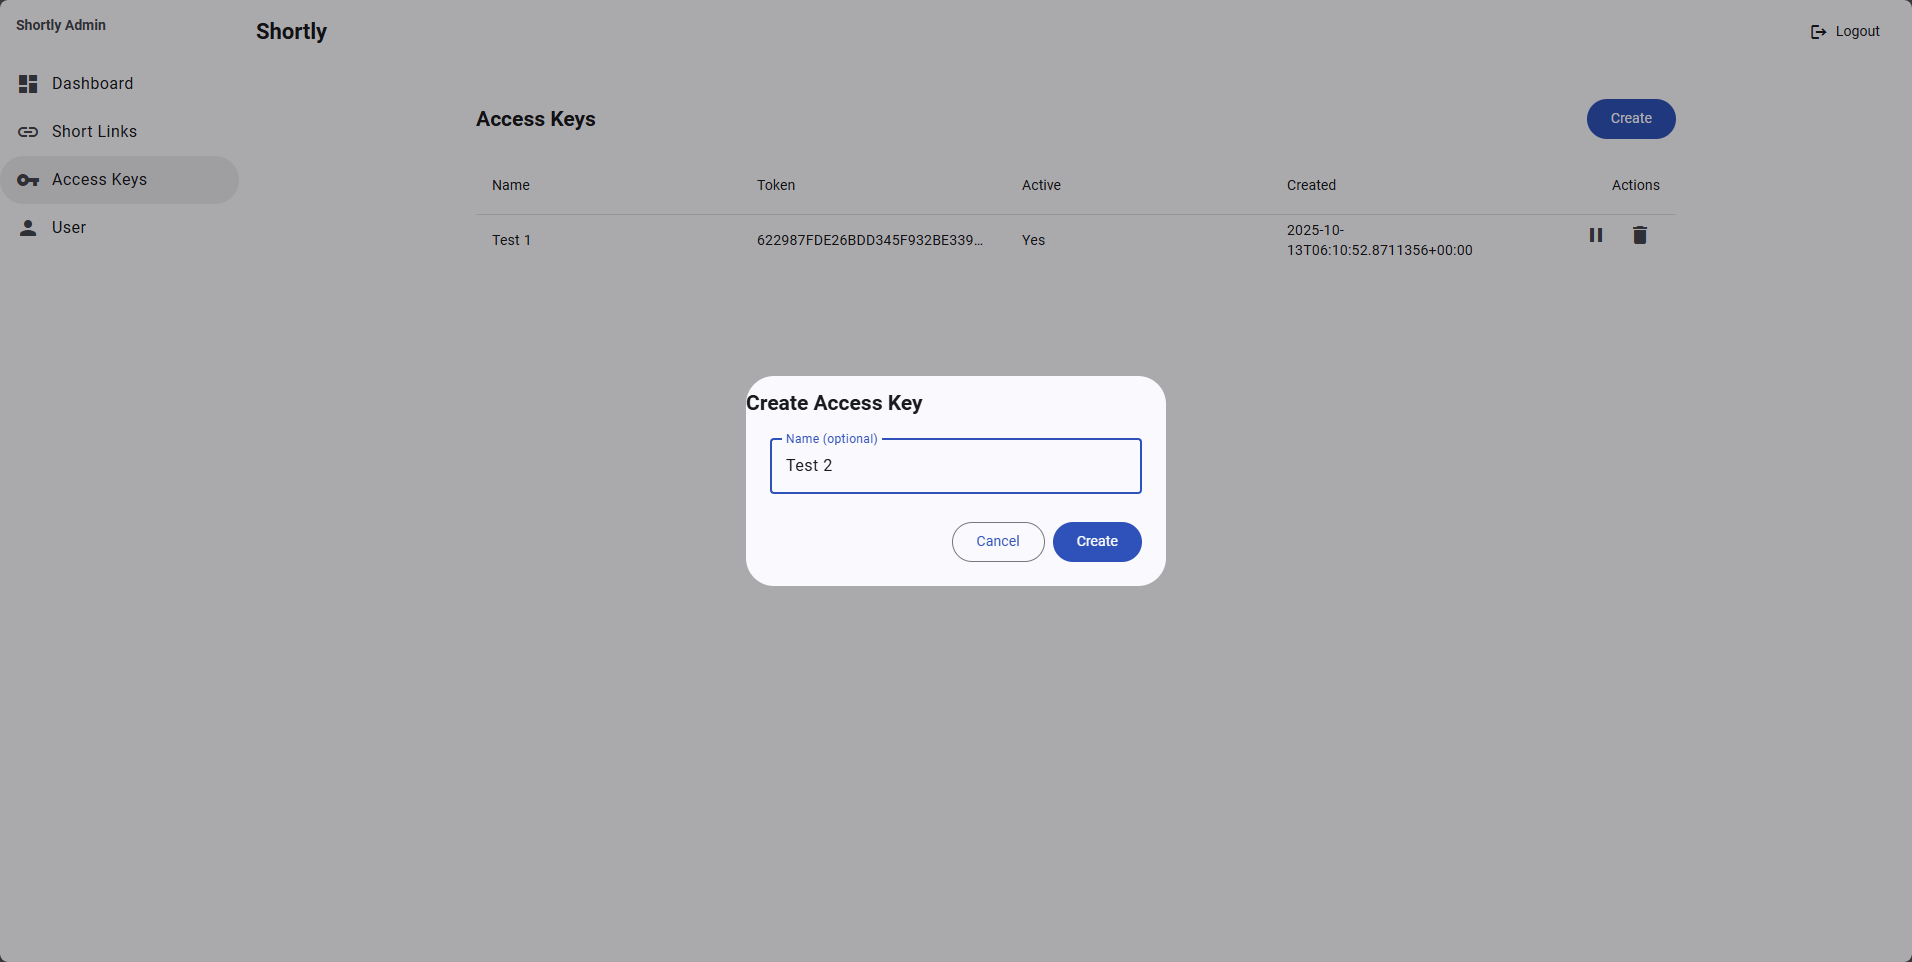 Shortly Admin
Shortly
Logout
Dashboard
Short Links
Access Keys
User
Access Keys
Create
Name Token Active Created Actions
Test 1 622987FDE26BDD345F932BE339... Yes 2025-10-
13T06:10:52.8711356+00:00
Create Access Key
Name (optional)
Test 2
Cancel Create